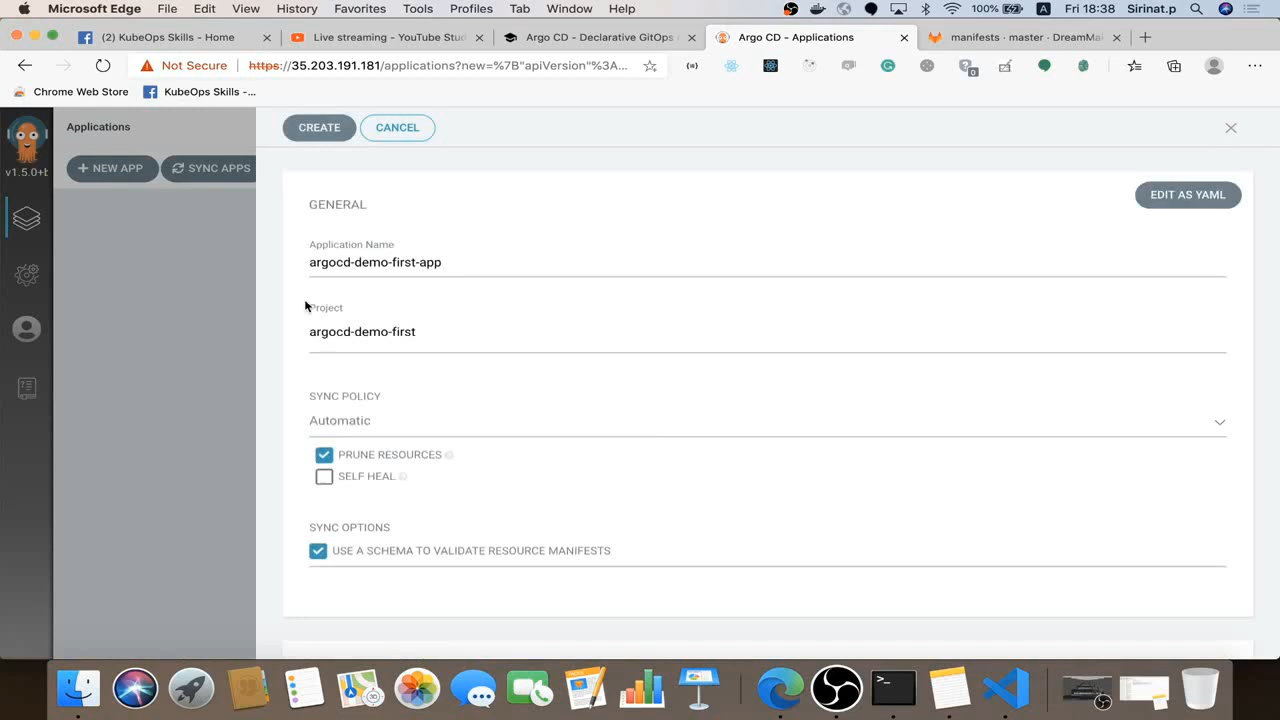 Microsoft Edge File Edit View History Favorites Tools Profiles Tab Window Help 100% A Fri 18:38 Sirinat.p
(2) KubeOps Skills - Home
Live streaming - YouTube Stud
Argo CD - Declarative GitOps
Argo CD - Applications
manifests · master · DreamMa
Not Secure https://35.203.191.181/applications?new=%7B"apiVersion"%3A...
Chrome Web Store KubeOps Skills -...
v1.5.0+b
Applications
NEW APP SYNC APPS
CREATE CANCEL
EDIT AS YAML
GENERAL
Application Name
argocd-demo-first-app
Project
argocd-demo-first
SYNC POLICY
Automatic
PRUNE RESOURCES
SELF HEAL
SYNC OPTIONS
USE A SCHEMA TO VALIDATE RESOURCE MANIFESTS